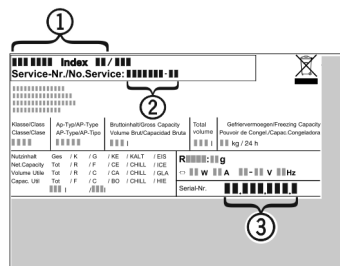 1
Index /
Service-Nr./No.Service: -
2
Klasse/Class Ap-Typ/AP-Type Bruttoinhalt/Gross Capacity Total Gefriervermoegen/Freezing Capacity
Classe/Clase AP-Type/AP-Tipo Volume Brut/Capacidad Bruta volume Pouvoir de Congel./Capac.Congeladora
l l kg / 24 h
Nutzinhalt Ges / K / G / KE / KALT / EIS
Net.Capacity Tot / R / F / CE / CHILL / ICE
Volume Utile Tot / R / C / CA / CHILL / GLA
Capac. Util Tot / F / C / BO / CHILL / HIE
l / l
R : g
W A - V Hz
Serial-Nr. , , ,
3